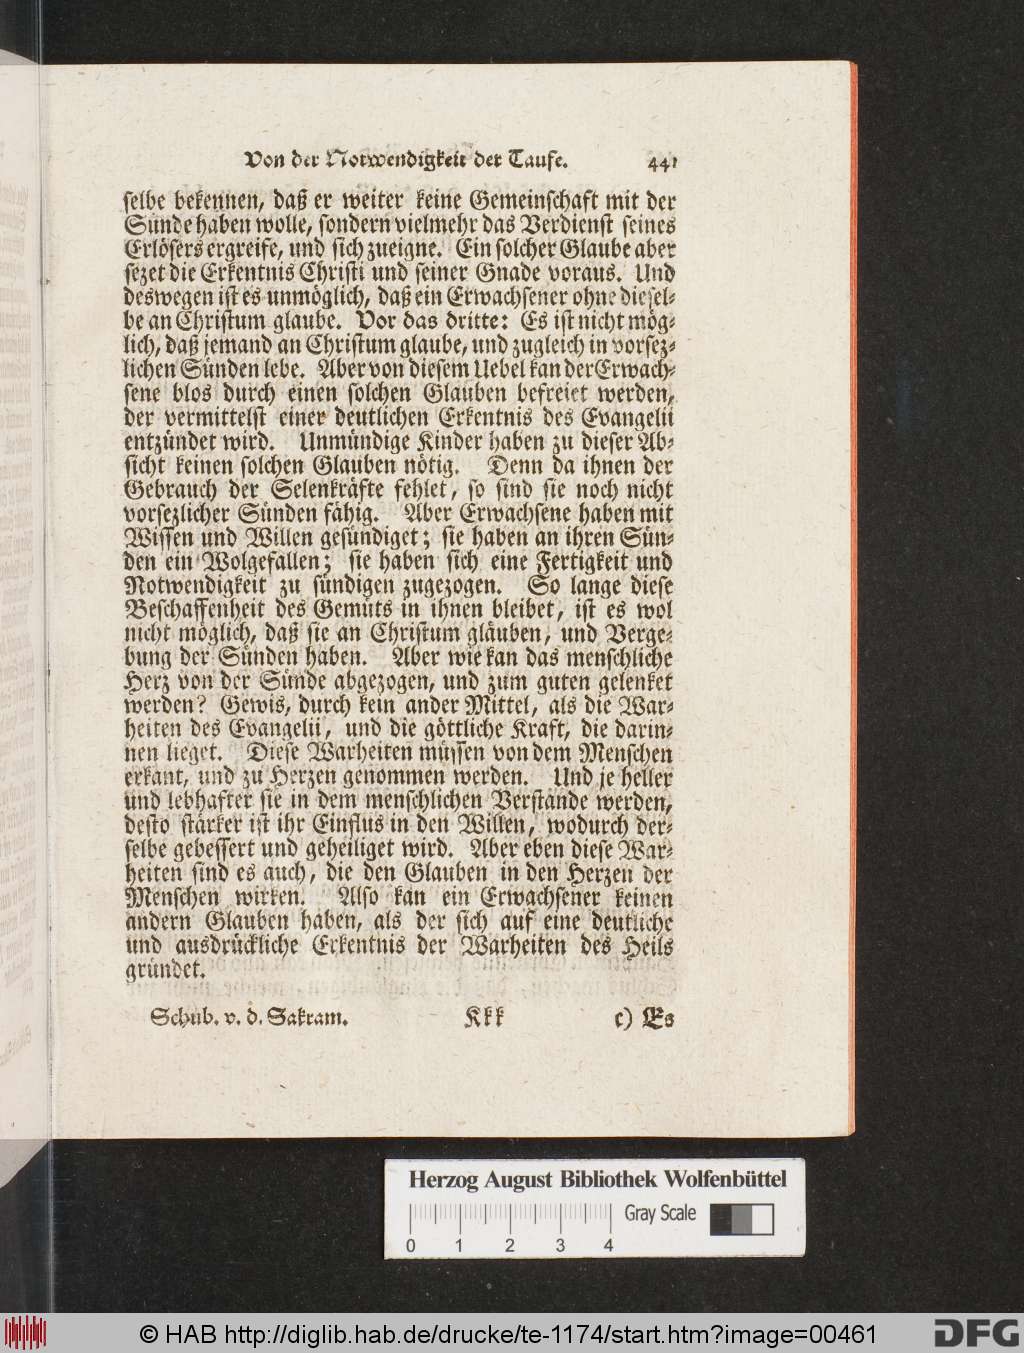 Von der Notwendigkeit der Taufe. 441
selbe bekennen, daß er weiter keine Gemeinschaft mit der
Sünde haben wolle, sondern vielmehr das Verdienst seines
Erlösers ergreife, und sich zueigne. Ein solcher Glaube aber
sezet die Erkentnis Christi und seiner Gnade voraus. Und
deswegen ist es unmöglich, daß ein Erwachsener ohne diesel-
be an Christum glaube. Vor das dritte: Es ist nicht mög-
lich, daß jemand an Christum glaube, und zugleich in vorsez-
lichen Sünden lebe. Aber von diesem Uebel kan der Erwach-
sene blos durch einen solchen Glauben befreiet werden,
der vermittelst einer deutlichen Erkentnis des Evangelii
entzündet wird. Unmündige Kinder haben zu dieser Ab-
sicht keinen solchen Glauben nötig. Denn da ihnen der
Gebrauch der Selenkräfte fehlet, so sind sie noch nicht
vorsezlicher Sünden fähig. Aber Erwachsene haben mit
Wissen und Willen gesündiget; sie haben an ihren Sün-
den ein Wolgefallen; sie haben sich eine Fertigkeit und
Notwendigkeit zu sündigen zugezogen. So lange diese
Beschaffenheit des Gemüts in ihnen bleibet, ist es wol
nicht möglich, daß sie an Christum gläuben, und Verge-
bung der Sünden haben. Aber wie kan das menschliche
Herz von der Sünde abgezogen, und zum guten gelenket
werden? Gewis, durch kein ander Mittel, als die War-
heiten des Evangelii, und die göttliche Kraft, die darin-
nen lieget. Diese Warheiten müssen von dem Menschen
erkant, und zu Herzen genommen werden. Und je heller
und lebhafter sie in dem menschlichen Verstande werden,
desto stärker ist ihr Einflus in den Willen, wodurch der-
selbe gebessert und geheiliget wird. Aber eben diese War-
heiten sind es auch, die den Glauben in den Herzen der
Menschen wirken. Also kan ein Erwachsener keinen
andern Glauben haben, als der sich auf eine deutliche
und ausdrückliche Erkentnis der Warheiten des Heils
gründet.
Schub. v. d. Sakram. Kkk c) Es
Herzog August Bibliothek Wolfenbüttel
Gray Scale
0 1 2 3 4
© HAB http://diglib.hab.de/drucke/te-1174/start.htm?image=00461
DFG